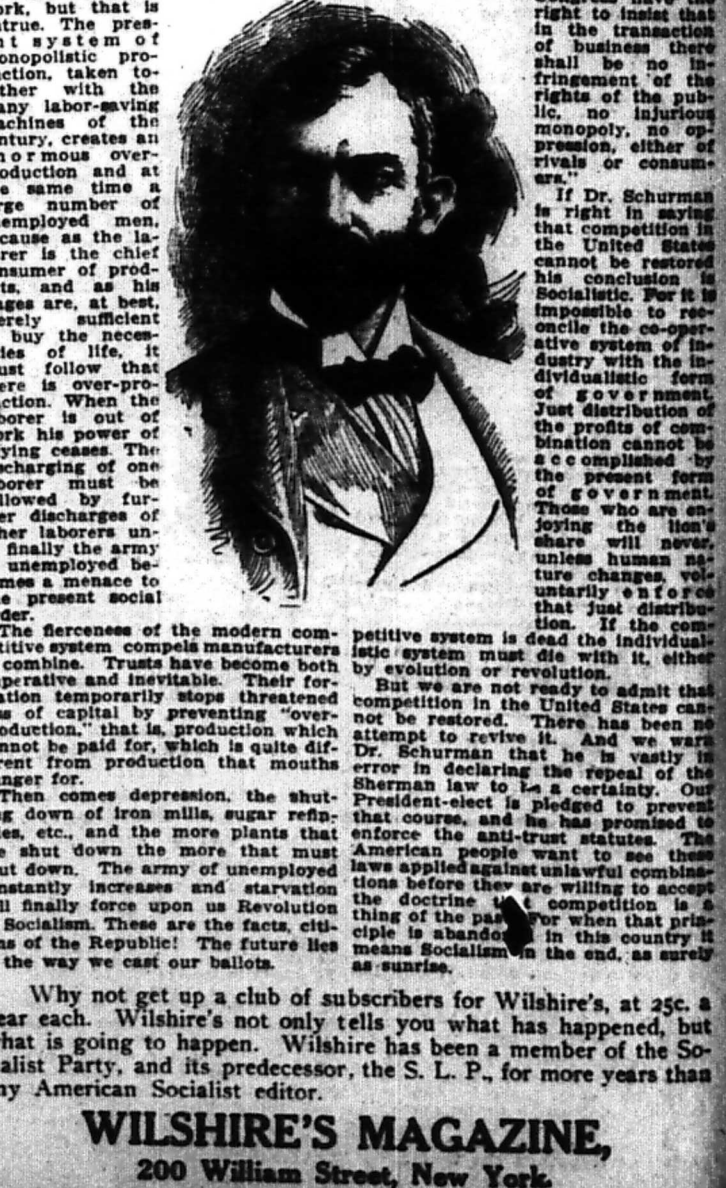 ork, but that is
true. The pres-
nt system of
onopolistic pro-
ction, taken to-
ther with the
any labor-saving
achines of the
ntury, creates an
normous over-
oduction and at
e same time a
rge number of
employed men,
cause as the la-
rer is the chief
nsumer of prod-
ts, and as his
ages are, at best,
erely sufficient
buy the neces-
ies of life, it
ust follow that
ere is over-pro-
ction. When the
borer is out of
ork his power of
ying ceases. The
scharging of one
borer must be
llowed by fur-
er discharges of
her laborers un-
finally the army
unemployed be-
mes a menace to
e present social
der.
The fierceness of the modern com-
titive system compels manufacturers
combine. Trusts have become both
perative and inevitable. Their for-
ation temporarily stops threatened
s of capital by preventing "over-
oduction," that is, production which
nnot be paid for, which is quite dif-
rent from production that mouths
nger for.
Then comes depression, the shut-
ng down of iron mills, sugar refin-
ies, etc., and the more plants that
e shut down the more that must
ut down. The army of unemployed
nstantly increases and starvation
ll finally force upon us Revolution
Socialism. These are the facts, citi-
ns of the Republic! The future lies
the way we cast our ballots.
right to insist that
in the transaction
of business there
shall be no in-
fringement of the
rights of the pub-
lic, no injurious
monopoly, no op-
pression, either of
rivals or consum-
ers."
If Dr. Schurman
is right in saying
that competition in
the United States
cannot be restored
his conclusion is
Socialistic. For it is
impossible to rec-
oncile the co-oper-
ative system of in-
dustry with the in-
dividualistic form
of government.
Just distribution of
the profits of com-
bination cannot be
accomplished by
the present form
of government.
Those who are en-
joying the lion's
share will never,
unless human na-
ture changes, vol-
untarily enforce
that just distribu-
tion. If the com-
petitive system is dead the individual-
istic system must die with it, either
by evolution or revolution.
But we are not ready to admit that
competition in the United States can-
not be restored. There has been no
attempt to revive it. And we warn
Dr. Schurman that he is vastly in
error in declaring the repeal of the
Sherman law to be a certainty. Our
President-elect is pledged to prevent
that course, and he has promised to
enforce the anti-trust statutes. The
American people want to see these
laws applied against unlawful combina-
tions before they are willing to accept
the doctrine competition is a
thing of the pas For when that prin-
ciple is abando d in this country it
means Socialism in the end, as surely
as sunrise.
Why not get up a club of subscribers for Wilshire's, at 25c. a
ear each. Wilshire's not only tells you what has happened, but
hat is going to happen. Wilshire has been a member of the So-
alist Party, and its predecessor, the S. L. P., for more years than
ny American Socialist editor.
WILSHIRE'S MAGAZINE,
200 William Street, New York.